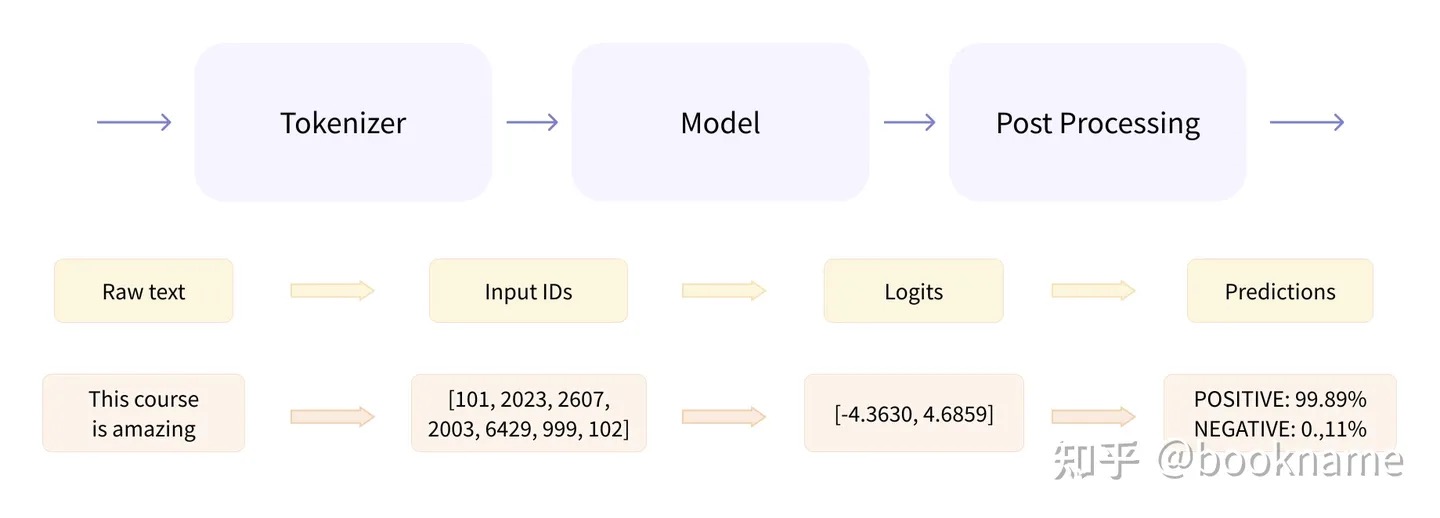 Tokenizer
Model
Post Processing
Raw text
Input IDs
Logits
Predictions
This course
is amazing
[101, 2023, 2607,
2003, 6429, 999, 102]
[-4.3630, 4.6859]
POSITIVE: 99.89%
NEGATIVE: 0.,11%
知乎 @bookname